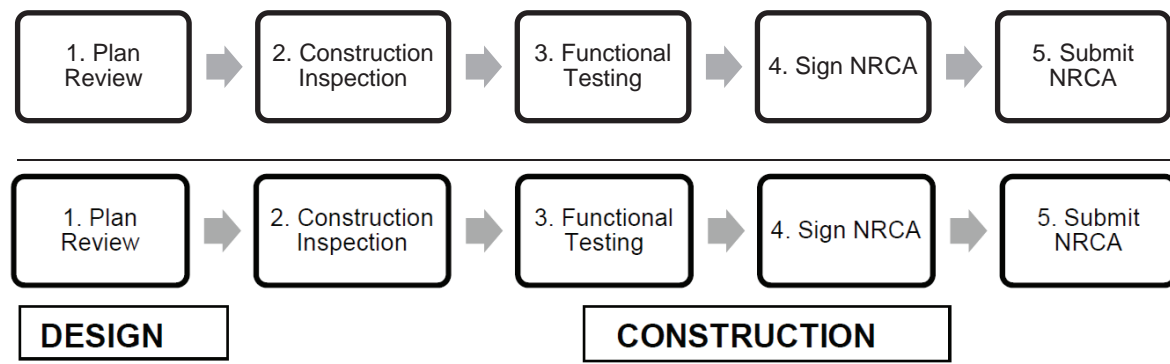 1. Plan
Review
2. Construction
Inspection
3. Functional
Testing
4. Sign NRCA
5. Submit
NRCA
1. Plan
Review
2. Construction
Inspection
3. Functional
Testing
4. Sign NRCA
5. Submit
NRCA
DESIGN
CONSTRUCTION